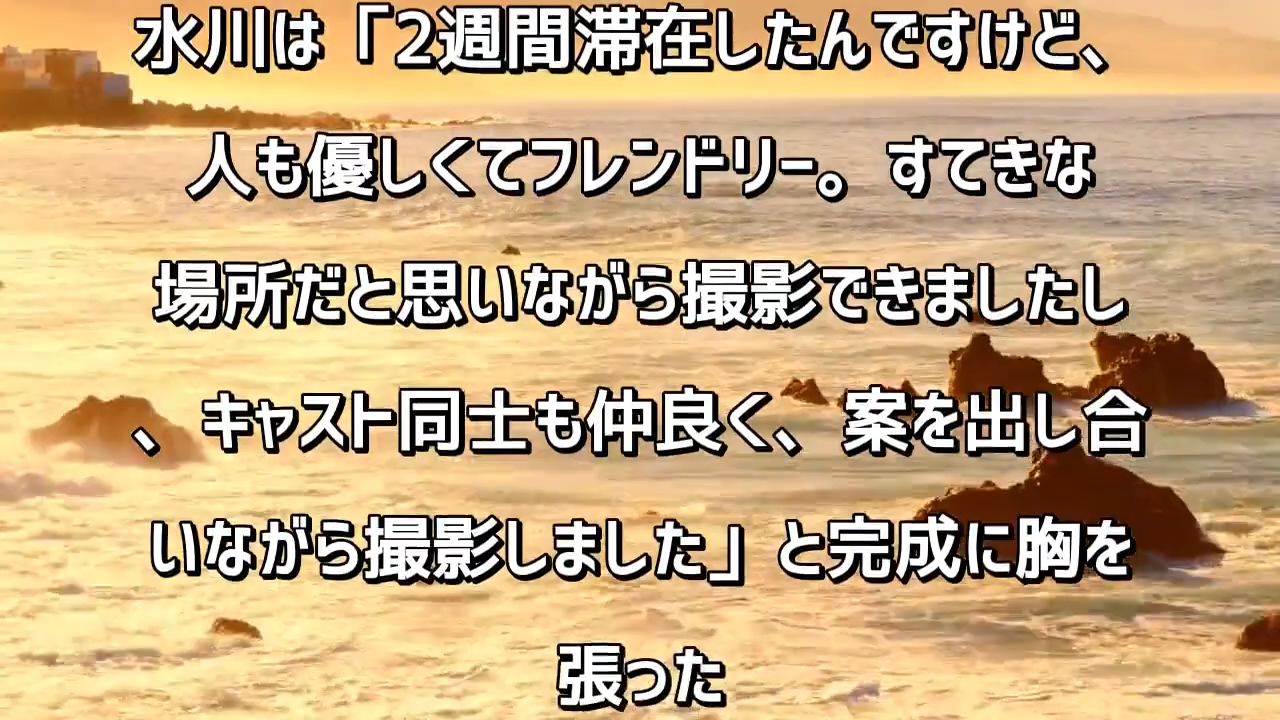 水川は「2週間滞在したんですけど、
人も優しくてフレンドリー。すてきな
場所だと思いながら撮影できましたし
、キャスト同士も仲良く、案を出し合
いながら撮影しました」と完成に胸を
張った